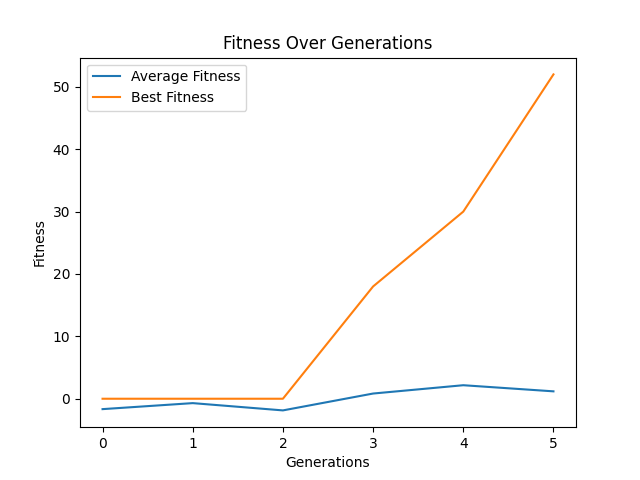 Fitness Over Generations
Average Fitness
Best Fitness
Fitness
50
40
30
20
10
0
0 1 2 3 4 5
Generations